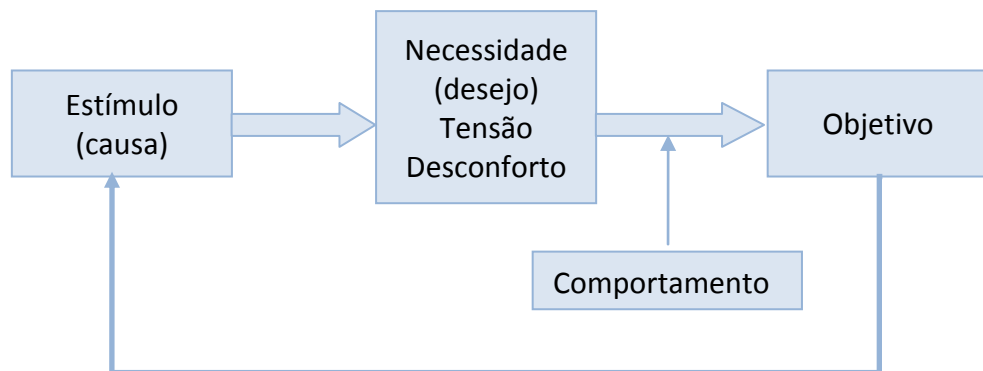 Estímulo
(causa)
Necessidade
(desejo)
Tensão
Desconforto
Objetivo
Comportamento